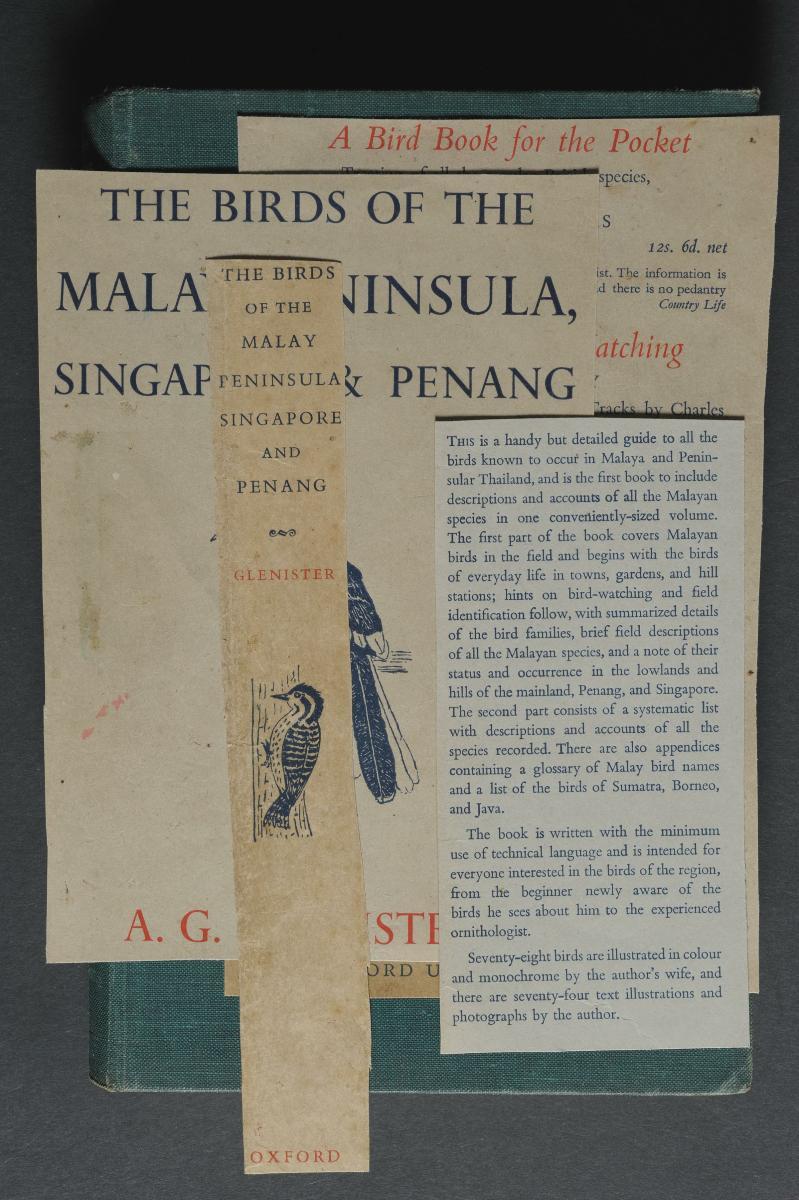 A Bird Book for the Pocket
species,
S
12s. 6d. net
ist. The information is
d there is no pedantry
Country Life
atching
Tracks by Charles
THE BIRDS OF THE
MALA NINSULA,
SINGAP & PENANG
A. G. STE
ORD U
THE BIRDS
OF THE
MALAY
PENINSULA
SINGAPORE
AND
PENANG
GLENISTER
OXFORD
THIS is a handy but detailed guide to all the
birds known to occur in Malaya and Penin-
sular Thailand, and is the first book to include
descriptions and accounts of all the Malayan
species in one conveniently-sized volume.
The first part of the book covers Malayan
birds in the field and begins with the birds
of everyday life in towns, gardens, and hill
stations; hints on bird-watching and field
identification follow, with summarized details
of the bird families, brief field descriptions
of all the Malayan species, and a note of their
status and occurrence in the lowlands and
hills of the mainland, Penang, and Singapore.
The second part consists of a systematic list
with descriptions and accounts of all the
species recorded. There are also appendices
containing a glossary of Malay bird names
and a list of the birds of Sumatra, Borneo,
and Java.
The book is written with the minimum
use of technical language and is intended for
everyone interested in the birds of the region,
from the beginner newly aware of the
birds he sees about him to the experienced
ornithologist.
Seventy-eight birds are illustrated in colour
and monochrome by the author's wife, and
there are seventy-four text illustrations and
photographs by the author.